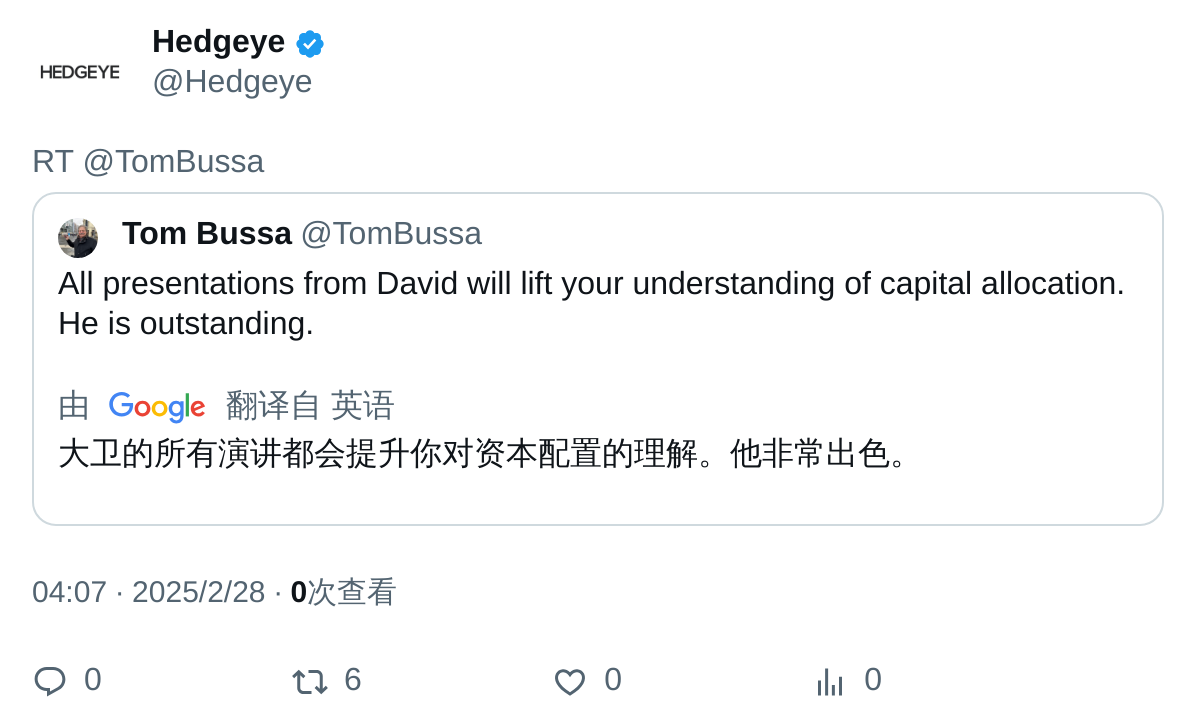 Hedgeye
HEDGEYE
@Hedgeye
RT @TomBussa
Tom Bussa @TomBussa
All presentations from David will lift your understanding of capital allocation.
He is outstanding.
由 Google 翻译自 英语
大卫的所有演讲都会提升你对资本配置的理解。他非常出色。
04:07 · 2025/2/28 · 0次查看
0 6 0 0